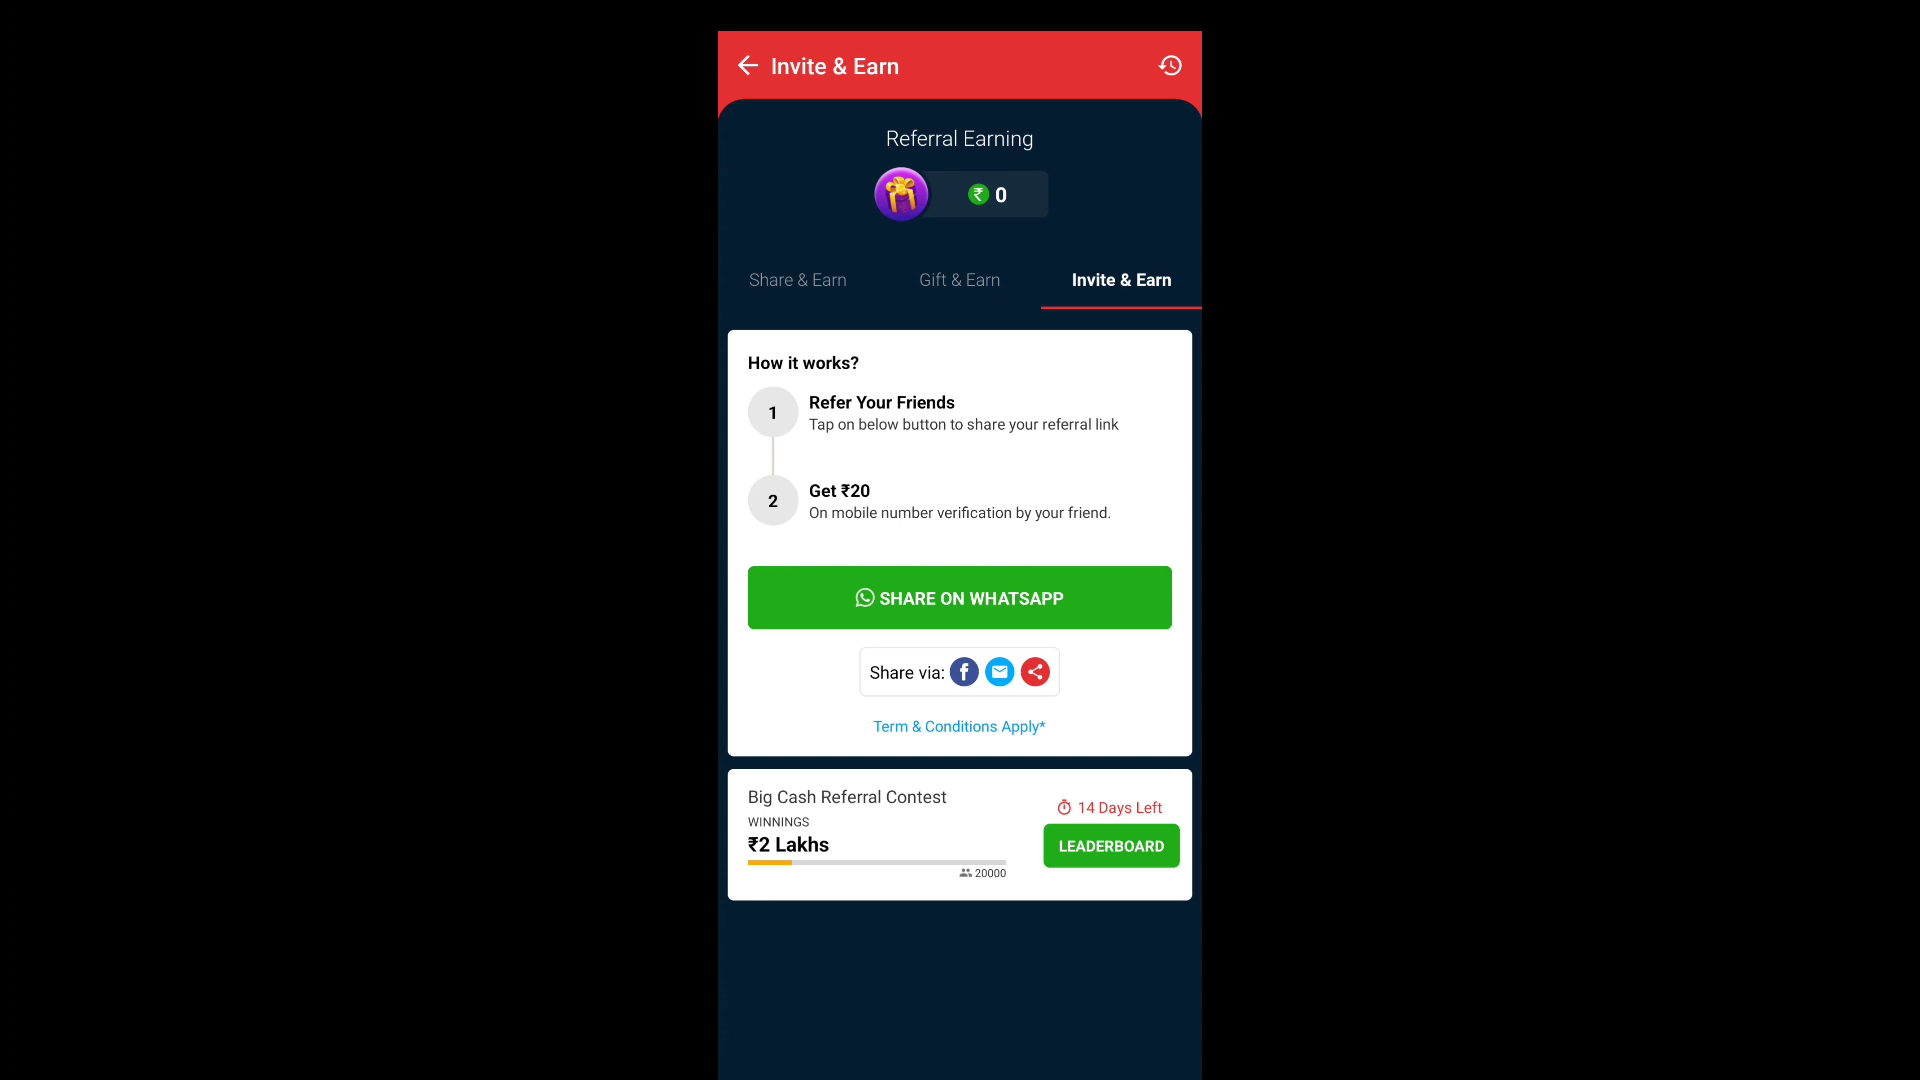 Invite & Earn
Referral Earning
₹ 0
Share & Earn
Gift & Earn
Invite & Earn
How it works?
1
Refer Your Friends
Tap on below button to share your referral link
2
Get ₹20
On mobile number verification by your friend.
SHARE ON WHATSAPP
Share via:
Term & Conditions Apply*
Big Cash Referral Contest
WINNINGS
₹2 Lakhs
20000
14 Days Left
LEADERBOARD